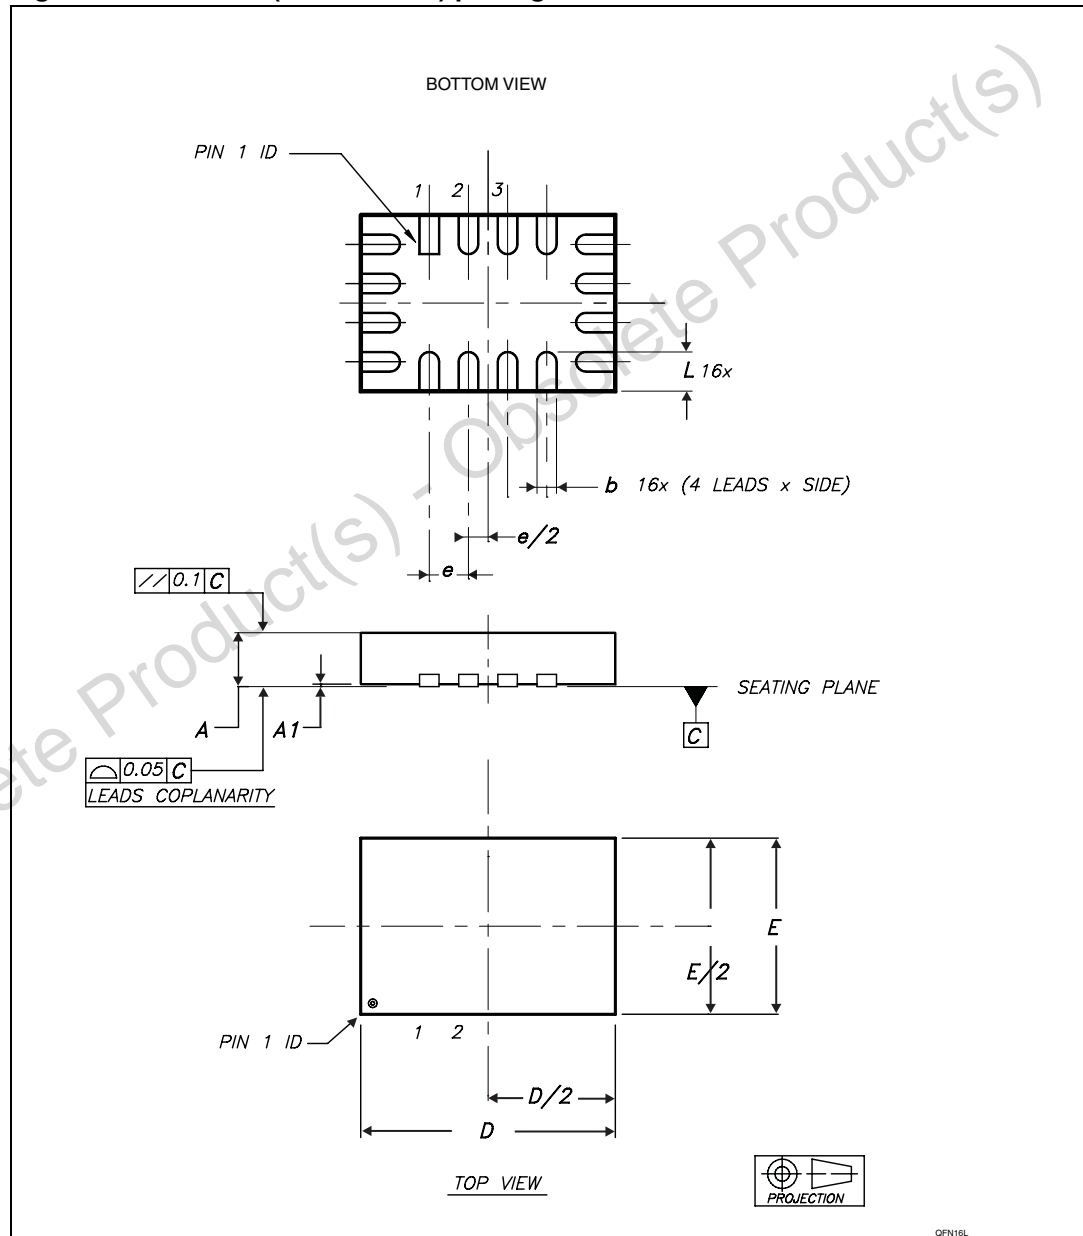 BOTTOM VIEW
PIN 1 ID
1 2 3
L 16x
b 16x (4 LEADS x SIDE)
e/2
e
// 0.1 C
SEATING PLANE
A A1
C
0.05 C
LEADS COPLANARITY
E
E/2
PIN 1 ID
1 2
D/2
D
TOP VIEW
PROJECTION
QFN16L
ete Product(s) - Obsolete Product(s)